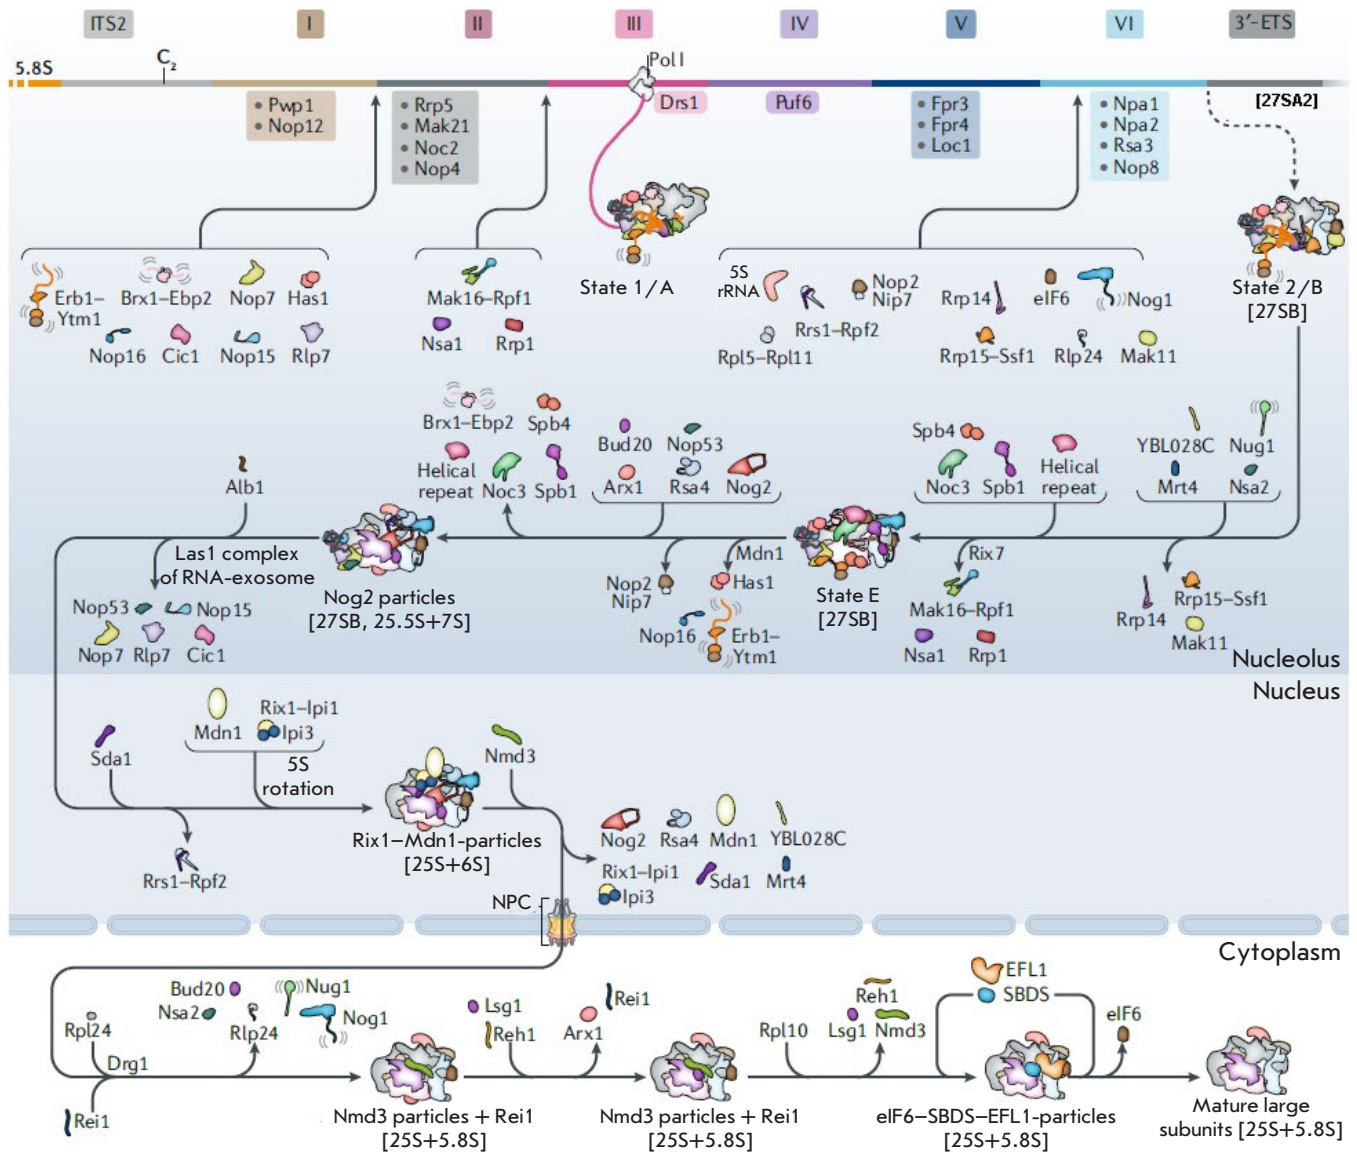 ITS2
I
II
III
IV
V
VI
3′-ETS
5.8S
C₂
Pol I
[27SA2]
• Pwp1
• Nop12
• Rrp5
• Mak21
• Noc2
• Nop4
Drs1
Puf6
• Fpr3
• Fpr4
• Loc1
• Npa1
• Npa2
• Rsa3
• Nop8
Erb1–
Ytm1
Brx1–Ebp2
Nop7
Has1
Nop16
Cic1
Nop15
Rlp7
Mak16–Rpf1
Nsa1
Rrp1
State 1/A
5S
rRNA
Nop2
Nip7
Rrs1–Rpf2
Rpl5–Rpl11
Rrp14
eIF6
Nog1
Rrp15–Ssf1
Rlp24
Mak11
State 2/B
[27SB]
Alb1
Brx1–Ebp2
Spb4
Helical
repeat
Noc3
Spb1
Bud20
Nop53
Arx1
Rsa4
Nog2
Spb4
Noc3
Spb1
Helical
repeat
YBL028C
Nug1
Mrt4
Nsa2
Las1 complex
of RNA-exosome
Nop53
Nop15
Nop7
Rlp7
Cic1
Nog2 particles
[27SB, 25.5S+7S]
Mdn1
Nop2
Nip7
Has1
Nop16
Erb1–
Ytm1
State E
[27SB]
Rix7
Mak16–Rpf1
Nsa1
Rrp1
Rrp14
Rrp15–Ssf1
Mak11
Nucleolus
Nucleus
Sda1
Mdn1
Rix1–Ipi1
Ipi3
5S
rotation
Rrs1–Rpf2
Rix1–Mdn1-particles
[25S+6S]
Nmd3
Nog2
Rsa4
Mdn1
YBL028C
Rix1–Ipi1
Ipi3
Sda1
Mrt4
NPC
Cytoplasm
Rpl24
Drg1
Rei1
Bud20
Nsa2
Rlp24
Nug1
Nog1
Nmd3 particles + Rei1
[25S+5.8S]
Lsg1
Reh1
Arx1
Rei1
Nmd3 particles + Rei1
[25S+5.8S]
Rpl10
Reh1
Lsg1
Nmd3
EFL1
SBDS
eIF6–SBDS–EFL1-particles
[25S+5.8S]
eIF6
Mature large
subunits [25S+5.8S]